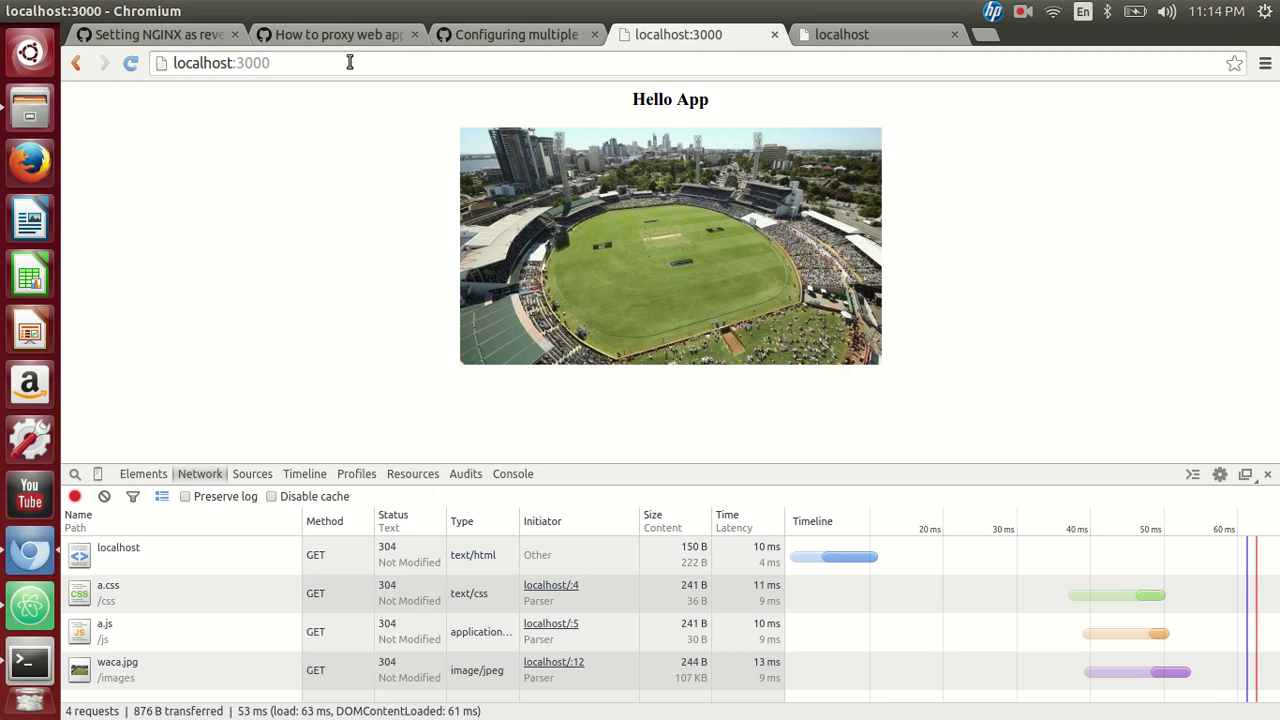 localhost:3000 - Chromium
En
11:14 PM
Setting NGINX as reve
How to proxy web app
Configuring multiple
localhost:3000
localhost
localhost:3000
Hello App
a
You
Tube
Elements Network Sources Timeline Profiles Resources Audits Console
Preserve log Disable cache
Name Path Method Status Text Type Initiator Size Content Time Latency Timeline 20 ms 30 ms 40 ms 50 ms 60 ms
localhost GET 304 Not Modified text/html Other 150 B 222 B 10 ms 4 ms
a.css /css GET 304 Not Modified text/css localhost/:4 Parser 241 B 36 B 11 ms 9 ms
a.js /js GET 304 Not Modified application... localhost/:5 Parser 241 B 30 B 10 ms 9 ms
waca.jpg /images GET 304 Not Modified image/jpeg localhost/:12 Parser 244 B 107 KB 13 ms 9 ms
4 requests | 876 B transferred | 53 ms (load: 63 ms, DOMContentLoaded: 61 ms)